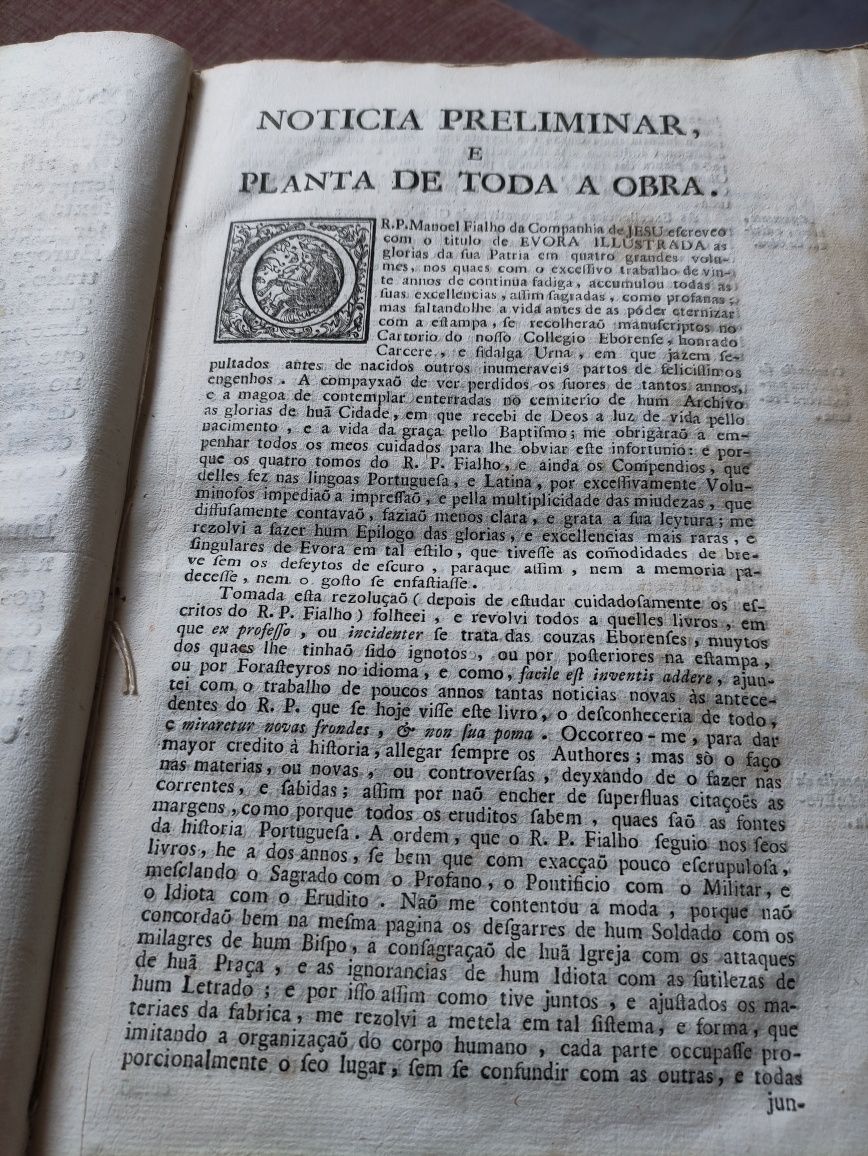 NOTICIA PRELIMINAR,
E
PLANTA DE TODA A OBRA.
O R.P. Manoel Fialho da Companhia de JESU eſcreveo
com o titulo de EVORA ILLUSTRADA as
glorias da ſua Patria em quatro grandes volu-
mes, nos quaes com o exceſſivo trabalho de vin-
te annos de continua fadiga, accumulou todas as
ſuas excellencias, aſſim ſagradas, como profanas;
mas faltandolhe a vida antes de as póder eternizar
com a eſtampa, ſe recolheraõ manuſcriptos no
Cartorio do noſſo Collegio Eborenſe, honrado
Carcere, e fidalga Urna, em que jazem ſe-
pultados antes de nacidos outros inumeraveis partos de feliciſſimos
engenhos. A compayxaõ de ver perdidos os ſuores de tantos annos,
e a magoa de contemplar enterradas no cemiterio de hum Archivo
as glorias de huã Cidade, em que recebi de Deos a luz de vida pello
nacimento, e a vida da graça pello Baptiſmo; me obrigàraõ a em-
penhar todos os meos cuidados para lhe obviar eſte infortunio: e por-
que os quatro tomos do R. P. Fialho, e ainda os Compendios, que
delles fez nas lingoas Portugueſa, e Latina, por exceſſivamente Volu-
minoſos impediaõ a impreſſaõ, e pella multiplicidade das miudezas, que
diffuſamente contavaõ, faziaõ menos clara, e grata a ſua leytura; me
rezolvi a fazer hum Epilogo das glorias, e excellencias mais raras, e
ſingulares de Evora em tal eſtilo, que tiveſſe as com̃odidades de bre-
ve ſem os defeytos de eſcuro, paraque aſſim, nem a memoria pa-
deceſſe, nem o goſto ſe enfaſtiaſſe.
Tomada eſta rezoluçaõ (depois de eſtudar cuidadoſamente os eſ-
critos do R. P. Fialho) folheei, e revolvi todos a quelles livros, em
que ex profeſſo, ou incidenter ſe trata das couzas Eborenſes, muytos
dos quaes lhe tinhaõ ſido ignotos, ou por poſteriores na eſtampa,
ou por Foraſteyros no idioma, e como, facile eſt inventis addere, ajun-
tei com o trabalho de poucos annos tantas noticias novas às antece-
dentes do R. P. que ſe hoje viſſe eſte livro, o deſconheceria de todo,
e miraretur novas frondes, & non ſua poma. Occorreo-me, para dar
mayor credito à hiſtoria, allegar ſempre os Authores; mas sò o faço
nas materias, ou novas, ou controverſas, deyxando de o fazer nas
correntes, e ſabidas; aſſim por naõ encher de ſuperfluas citaçoẽs as
margens, como porque todos os eruditos ſabem, quaes ſaõ as fontes
da hiſtoria Portugueſa. A ordem, que o R. P. Fialho ſeguio nos ſeos
livros, he a dos annos, ſe bem que com exacçaõ pouco eſcrupuloſa,
meſclando o Sagrado com o Profano, o Pontificio com o Militar, e
o Idiota com o Erudito. Naõ me contentou a moda, porque naõ
concordaõ bem na meſma pagina os deſgarres de hum Soldado com os
milagres de hum Biſpo, a conſagraçaõ de huã Igreja com os attaques
de huã Praça, e as ignorancias de hum Idiota com as ſutilezas de
hum Letrado; e por iſſo aſſim como tive juntos, e ajuſtados os ma-
teriaes da fabrica, me rezolvi a metela em tal ſiſtema, e forma, que
imitando a organizaçaõ do corpo humano, cada parte occupaſſe pro-
porcionalmente o ſeo lugar, ſem ſe confundir com as outras, e todas
jun-